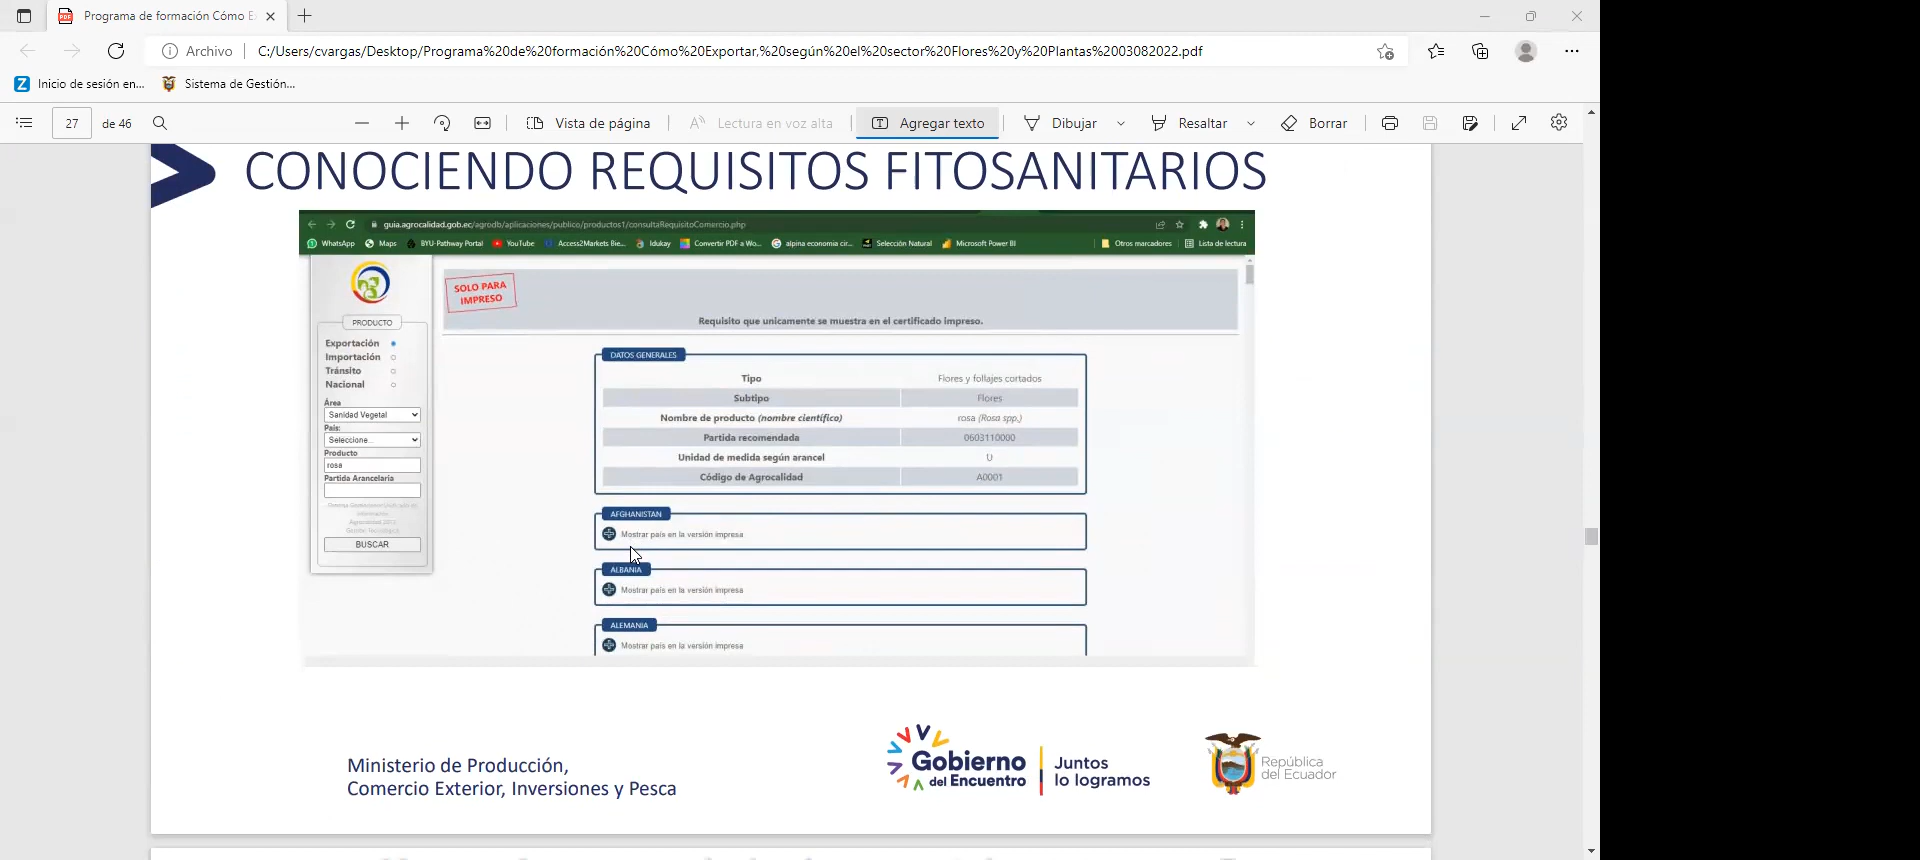 Programa de formación Cómo E
Archivo
C:/Users/cvargas/Desktop/Programa%20de%20formación%20Cómo%20Exportar,%20según%20el%20sector%20Flores%20y%20Plantas%2003082022.pdf
Inicio de sesión en...
Sistema de Gestión...
27 de 46
Vista de página
Lectura en voz alta
Agregar texto
Dibujar
Resaltar
Borrar
CONOCIENDO REQUISITOS FITOSANITARIOS
guia.agrocalidad.gob.ec/agrodb/aplicaciones/publico/productos1/consultaRequisitoComercio.php
WhatsApp
Maps
BYU-Pathway Portal
YouTube
Access2Markets Bie...
Idukay
Convertir PDF a Wo...
alpina economia cir...
Selección Natural
Microsoft Power BI
Otros marcadores
Lista de lectura
SOLO PARA
IMPRESO
Requisito que unicamente se muestra en el certificado impreso.
PRODUCTO
Exportación
Importación
Tránsito
Nacional
Área
Sanidad Vegetal
País:
Seleccione...
Producto
rosa
Partida Arancelaria
BUSCAR
DATOS GENERALES
Tipo Flores y follajes cortados
Subtipo Flores
Nombre de producto (nombre científico) rosa (Rosa spp.)
Partida recomendada 0603110000
Unidad de medida según arancel U
Código de Agrocalidad A0001
AFGHANISTAN
Mostrar país en la versión impresa
ALBANIA
Mostrar país en la versión impresa
ALEMANIA
Mostrar país en la versión impresa
Ministerio de Producción,
Comercio Exterior, Inversiones y Pesca
Gobierno
del Encuentro
Juntos
lo logramos
República
del Ecuador